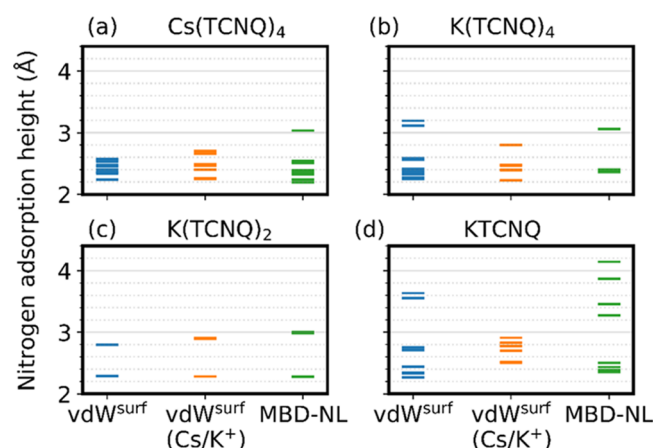 (a) Cs(TCNQ)₄ (b) K(TCNQ)₄
4
3
2
(c) K(TCNQ)₂ (d) KTCNQ
4
3
2
Nitrogen adsorption height (Å)
vdWˢᵘʳᶠ vdWˢᵘʳᶠ MBD-NL vdWˢᵘʳᶠ vdWˢᵘʳᶠ MBD-NL
(Cs/K⁺) (Cs/K⁺)